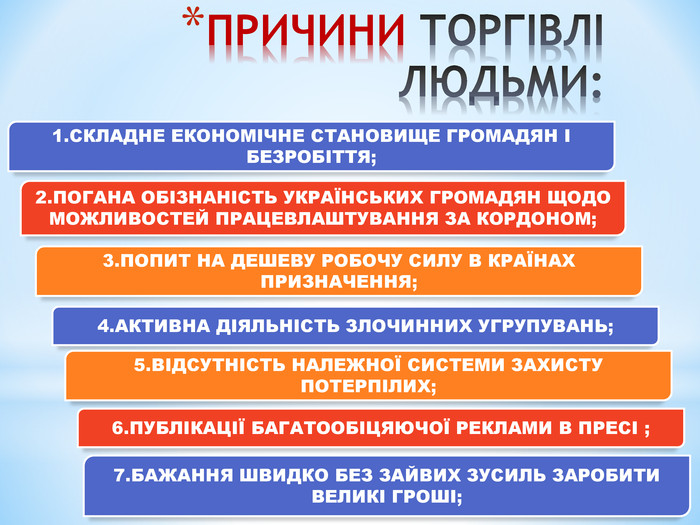 *ПРИЧИНИ ТОРГІВЛІ
ЛЮДЬМИ:
1.СКЛАДНЕ ЕКОНОМІЧНЕ СТАНОВИЩЕ ГРОМАДЯН І
БЕЗРОБІТТЯ;
2.ПОГАНА ОБІЗНАНІСТЬ УКРАЇНСЬКИХ ГРОМАДЯН ЩОДО
МОЖЛИВОСТЕЙ ПРАЦЕВЛАШТУВАННЯ ЗА КОРДОНОМ;
3.ПОПИТ НА ДЕШЕВУ РОБОЧУ СИЛУ В КРАЇНАХ
ПРИЗНАЧЕННЯ;
4.АКТИВНА ДІЯЛЬНІСТЬ ЗЛОЧИННИХ УГРУПУВАНЬ;
5.ВІДСУТНІСТЬ НАЛЕЖНОЇ СИСТЕМИ ЗАХИСТУ
ПОТЕРПІЛИХ;
6.ПУБЛІКАЦІЇ БАГАТООБІЦЯЮЧОЇ РЕКЛАМИ В ПРЕСІ ;
7.БАЖАННЯ ШВИДКО БЕЗ ЗАЙВИХ ЗУСИЛЬ ЗАРОБИТИ
ВЕЛИКІ ГРОШІ;